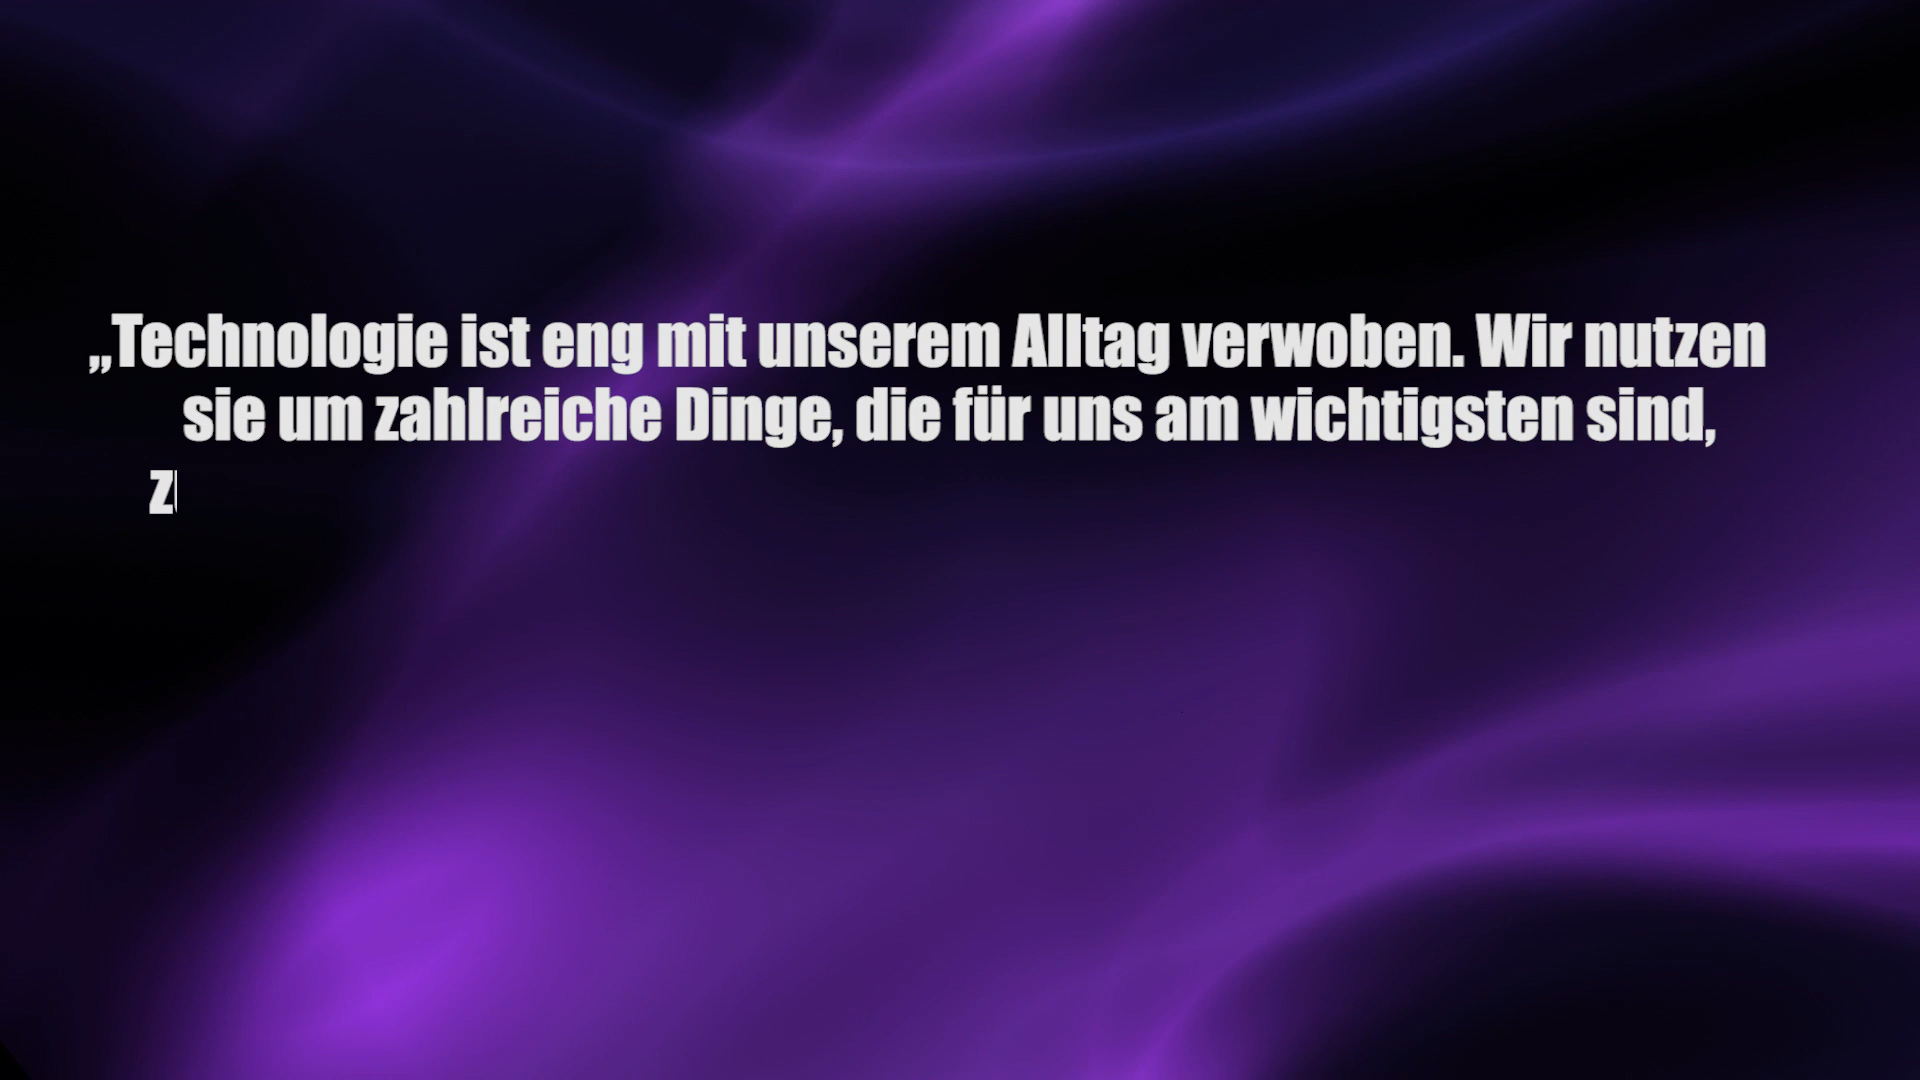 „Technologie ist eng mit unserem Alltag verwoben. Wir nutzen
sie um zahlreiche Dinge, die für uns am wichtigsten sind,
z